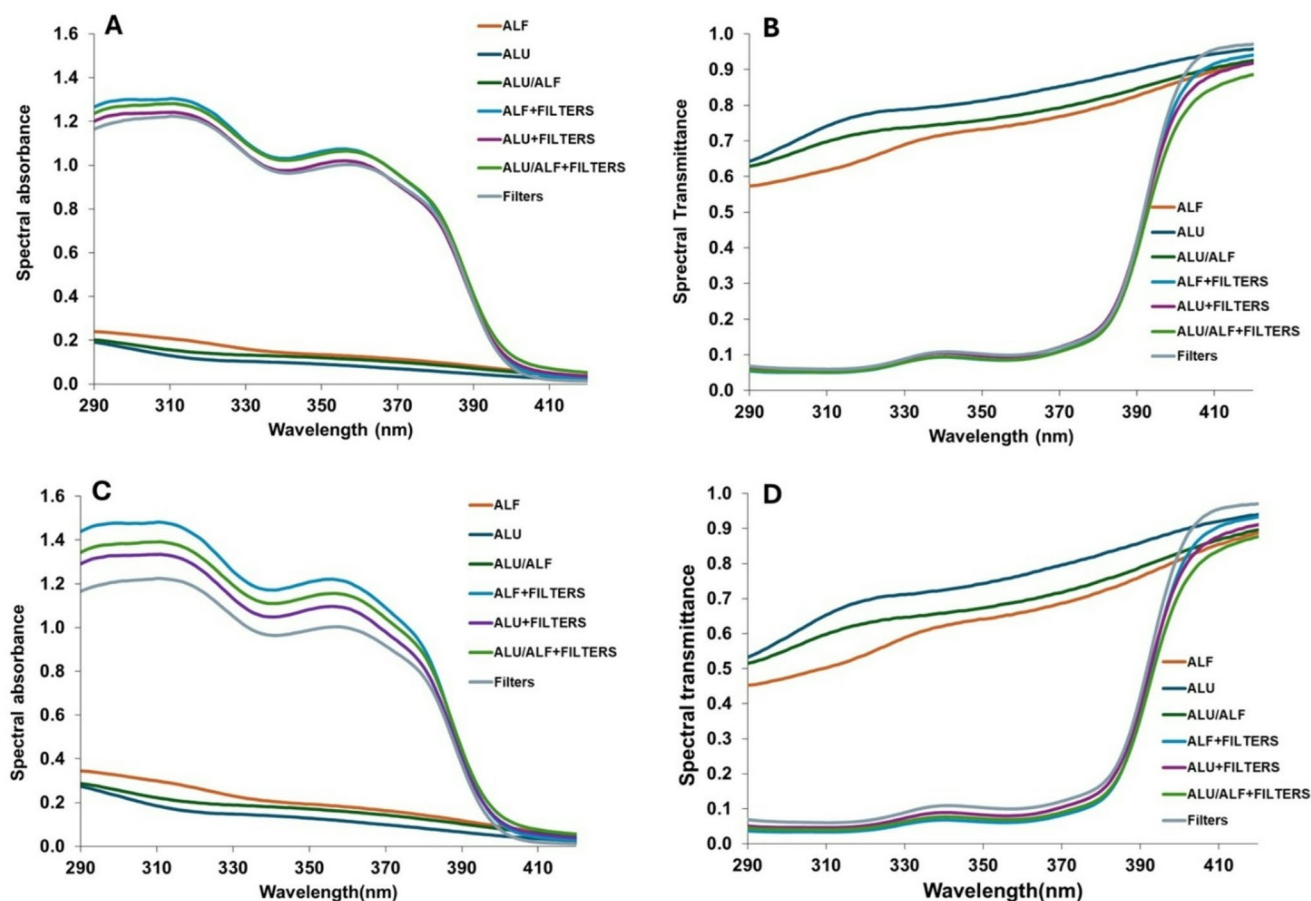 A
Spectral absorbance
1.6
1.4
1.2
1.0
0.8
0.6
0.4
0.2
0.0
290 310 330 350 370 390 410
Wavelength (nm)
ALF
ALU
ALU/ALF
ALF+FILTERS
ALU+FILTERS
ALU/ALF+FILTERS
Filters
B
Sprectral Transmittance
1.0
0.9
0.8
0.7
0.6
0.5
0.4
0.3
0.2
0.1
0.0
290 310 330 350 370 390 410
Wavelength (nm)
ALF
ALU
ALU/ALF
ALF+FILTERS
ALU+FILTERS
ALU/ALF+FILTERS
Filters
C
Spectral absorbance
1.6
1.4
1.2
1.0
0.8
0.6
0.4
0.2
0.0
290 310 330 350 370 390 410
Wavelength(nm)
ALF
ALU
ALU/ALF
ALF+FILTERS
ALU+FILTERS
ALU/ALF+FILTERS
Filters
D
Spectral transmittance
1.0
0.9
0.8
0.7
0.6
0.5
0.4
0.3
0.2
0.1
0.0
290 310 330 350 370 390 410
Wavelength(nm)
ALF
ALU
ALU/ALF
ALF+FILTERS
ALU+FILTERS
ALU/ALF+FILTERS
Filters